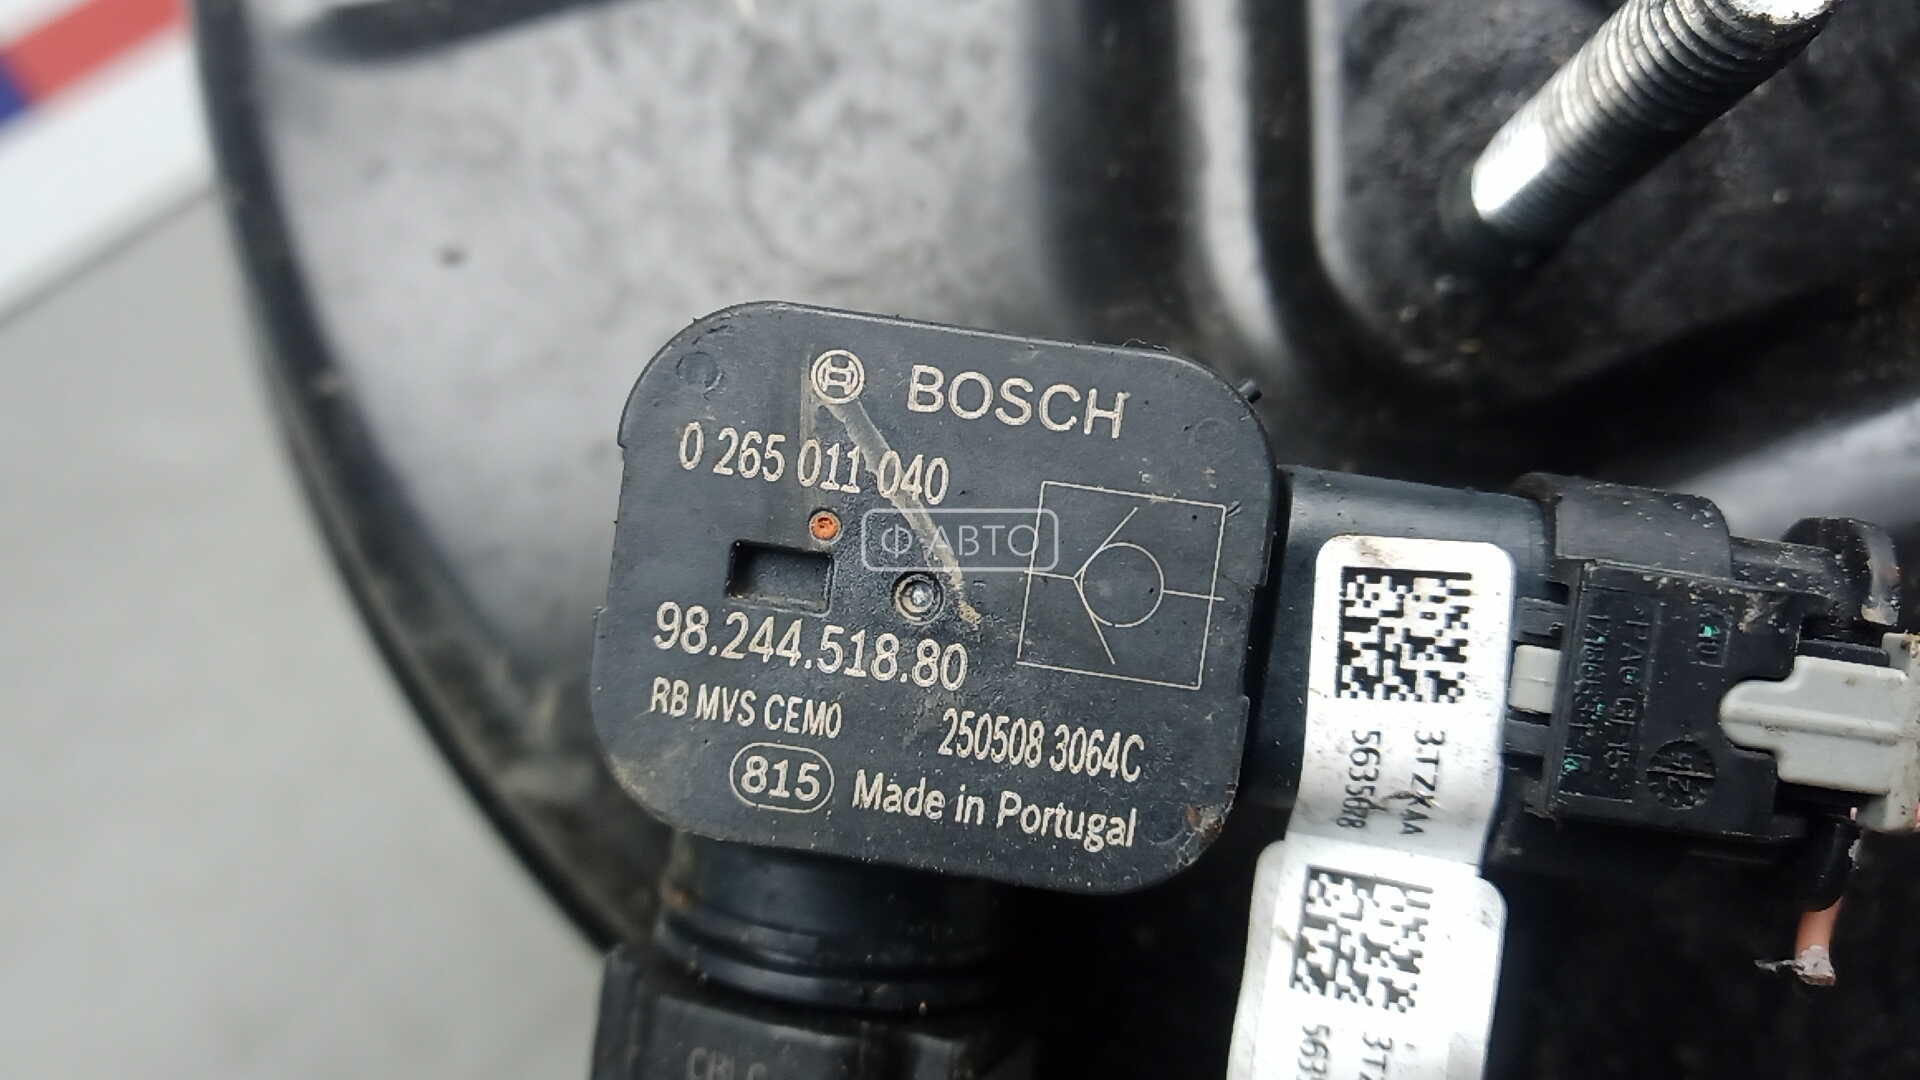 BOSCH
0 265 011 040
Ф АВТО
98.244.518.80
RB MVS CEM0 250508 3064C
815 Made in Portugal
3TZKAA
5635078